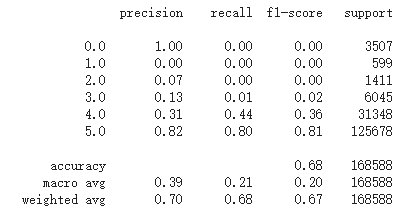 precision recall f1-score support
0.0 1.00 0.00 0.00 3507
1.0 0.00 0.00 0.00 599
2.0 0.07 0.00 0.00 1411
3.0 0.13 0.01 0.02 6045
4.0 0.31 0.44 0.36 31348
5.0 0.82 0.80 0.81 125678
accuracy 0.68 168588
macro avg 0.39 0.21 0.20 168588
weighted avg 0.70 0.68 0.67 168588